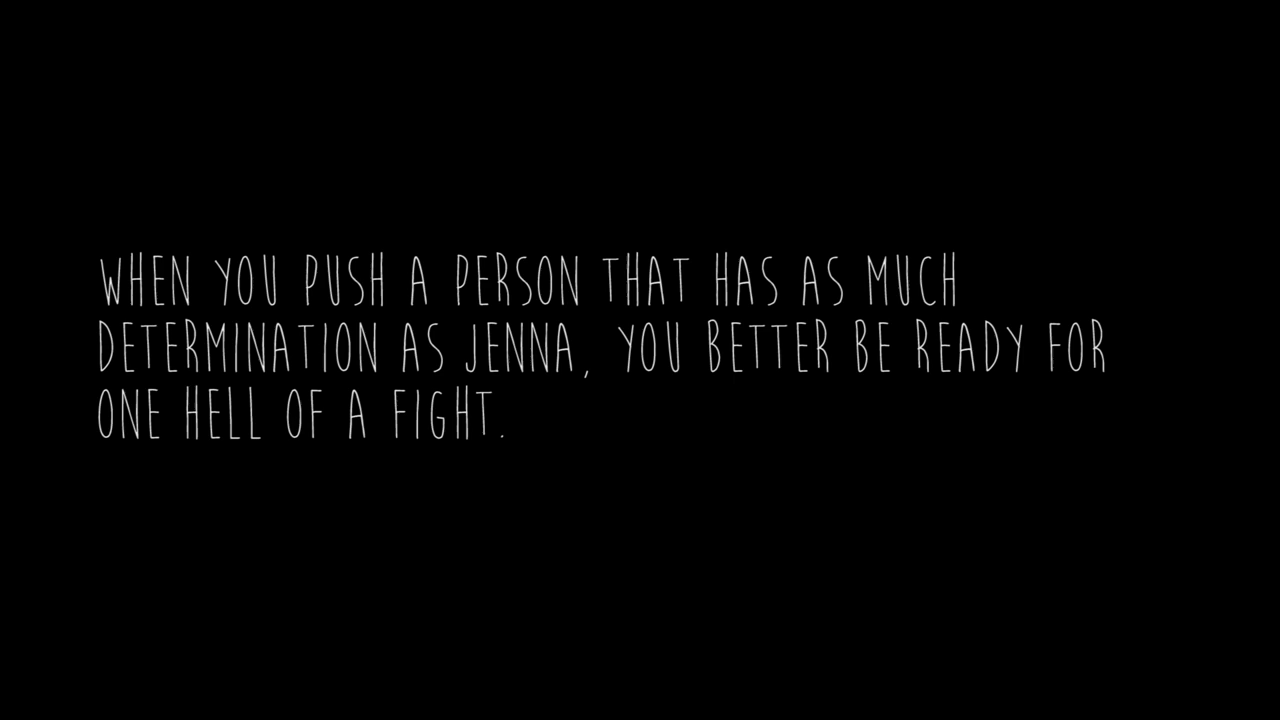 WHEN YOU PUSH A PERSON THAT HAS AS MUCH
DETERMINATION AS JENNA, YOU BETTER BE READY FOR
ONE HELL OF A FIGHT.